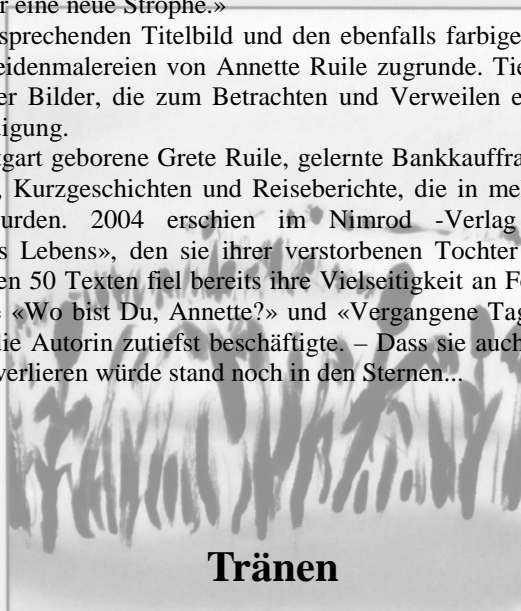 r eine neue Strophe.»
sprechenden Titelbild und den ebenfalls farbige
eidenmalereien von Annette Ruile zugrunde. Tie
er Bilder, die zum Betrachten und Verweilen e
ligung.
tgart geborene Grete Ruile, gelernte Bankkauffra
, Kurzgeschichten und Reiseberichte, die in me
urden. 2004 erschien im Nimrod -Verlag
s Lebens», den sie ihrer verstorbenen Tochter
en 50 Texten fiel bereits ihre Vielseitigkeit an Fo
e «Wo bist Du, Annette?» und «Vergangene Tag
die Autorin zutiefst beschäftigte. – Dass sie auch
verlieren würde stand noch in den Sternen...
Tränen